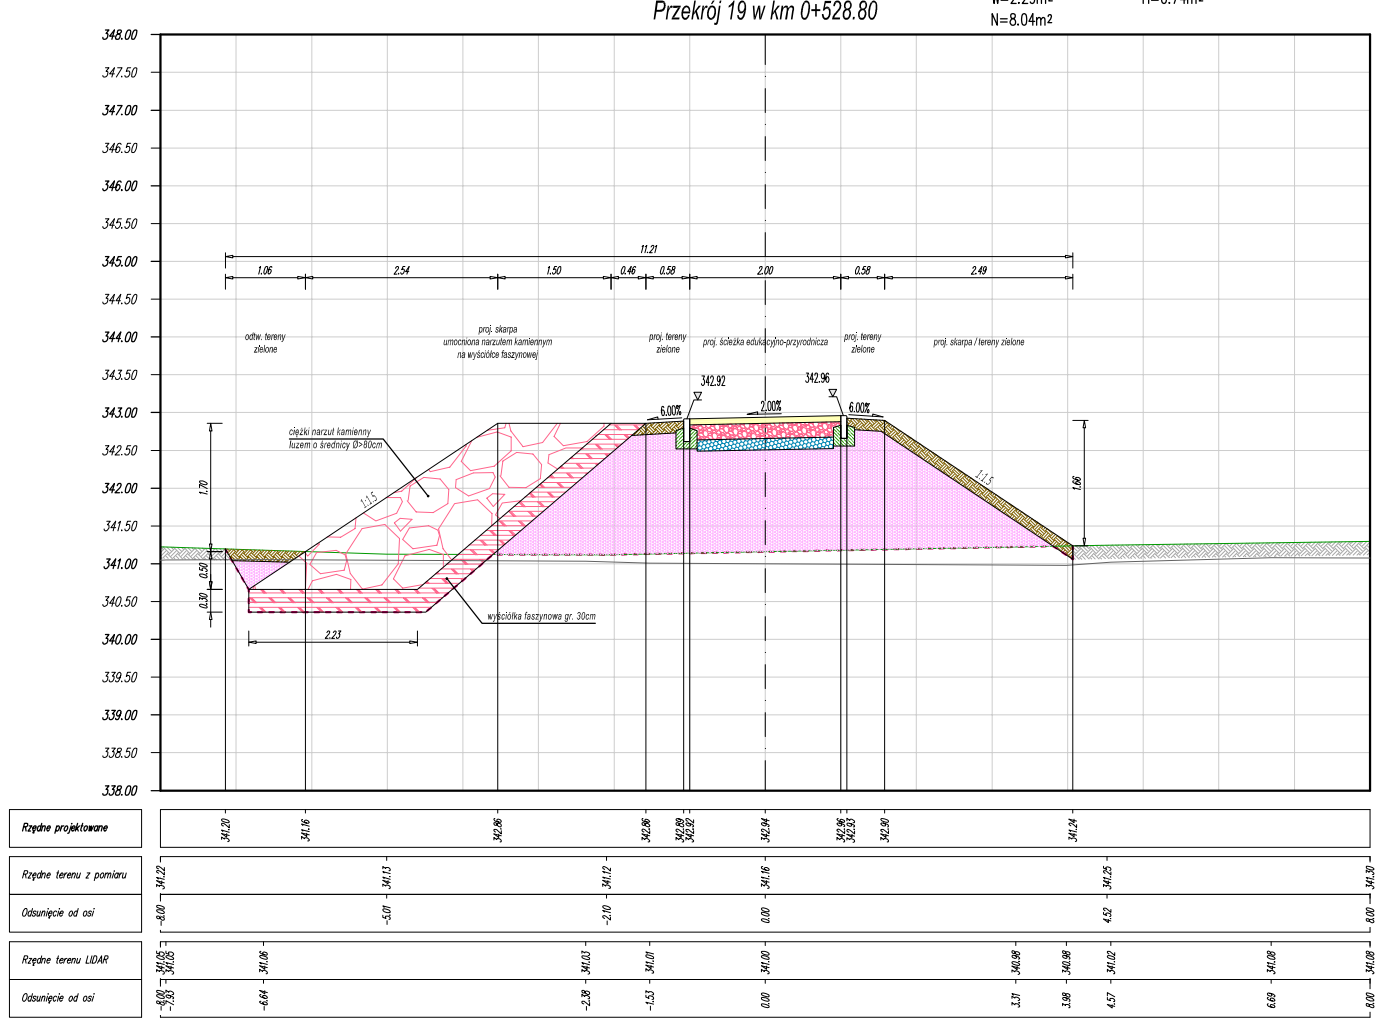 Przekrój 19 w km 0+528.80
N=8.04m²
348.00
347.50
347.00
346.50
346.00
345.50
345.00
344.50
344.00
343.50
343.00
342.50
342.00
341.50
341.00
340.50
340.00
339.50
339.00
338.50
338.00
11.21
1.06
2.54
1.50
0.46
0.58
2.00
0.58
2.49
odtw. tereny
zielone
proj. skarpa
umocniona narzutem kamiennym
na wyściółce faszynowej
proj. tereny
zielone
proj. ścieżka edukacyjno-przyrodnicza
proj. tereny
zielone
proj. skarpa / tereny zielone
342.92
342.96
6.00%
2.00%
6.00%
ciężki narzut kamienny
luzem o średnicy Ø>80cm
1:1.5
1:1.5
1.70
0.50
0.30
1.66
wyściółka faszynowa gr. 30cm
2.23
Rzędne projektowane
341.20 341.16 342.86 342.86 342.89 342.92 342.94 342.96 342.93 342.90 341.24
Rzędne terenu z pomiaru
341.22 341.13 341.12 341.16 341.25 341.30
Odsunięcie od osi
-8.00 -5.01 -2.10 0.00 4.52 8.00
Rzędne terenu LIDAR
341.05 341.05 341.06 341.03 341.01 341.00 340.98 340.98 341.02 341.08 341.08
Odsunięcie od osi
-8.00 -7.93 -6.64 -2.38 -1.53 0.00 3.31 3.98 4.57 6.69 8.00